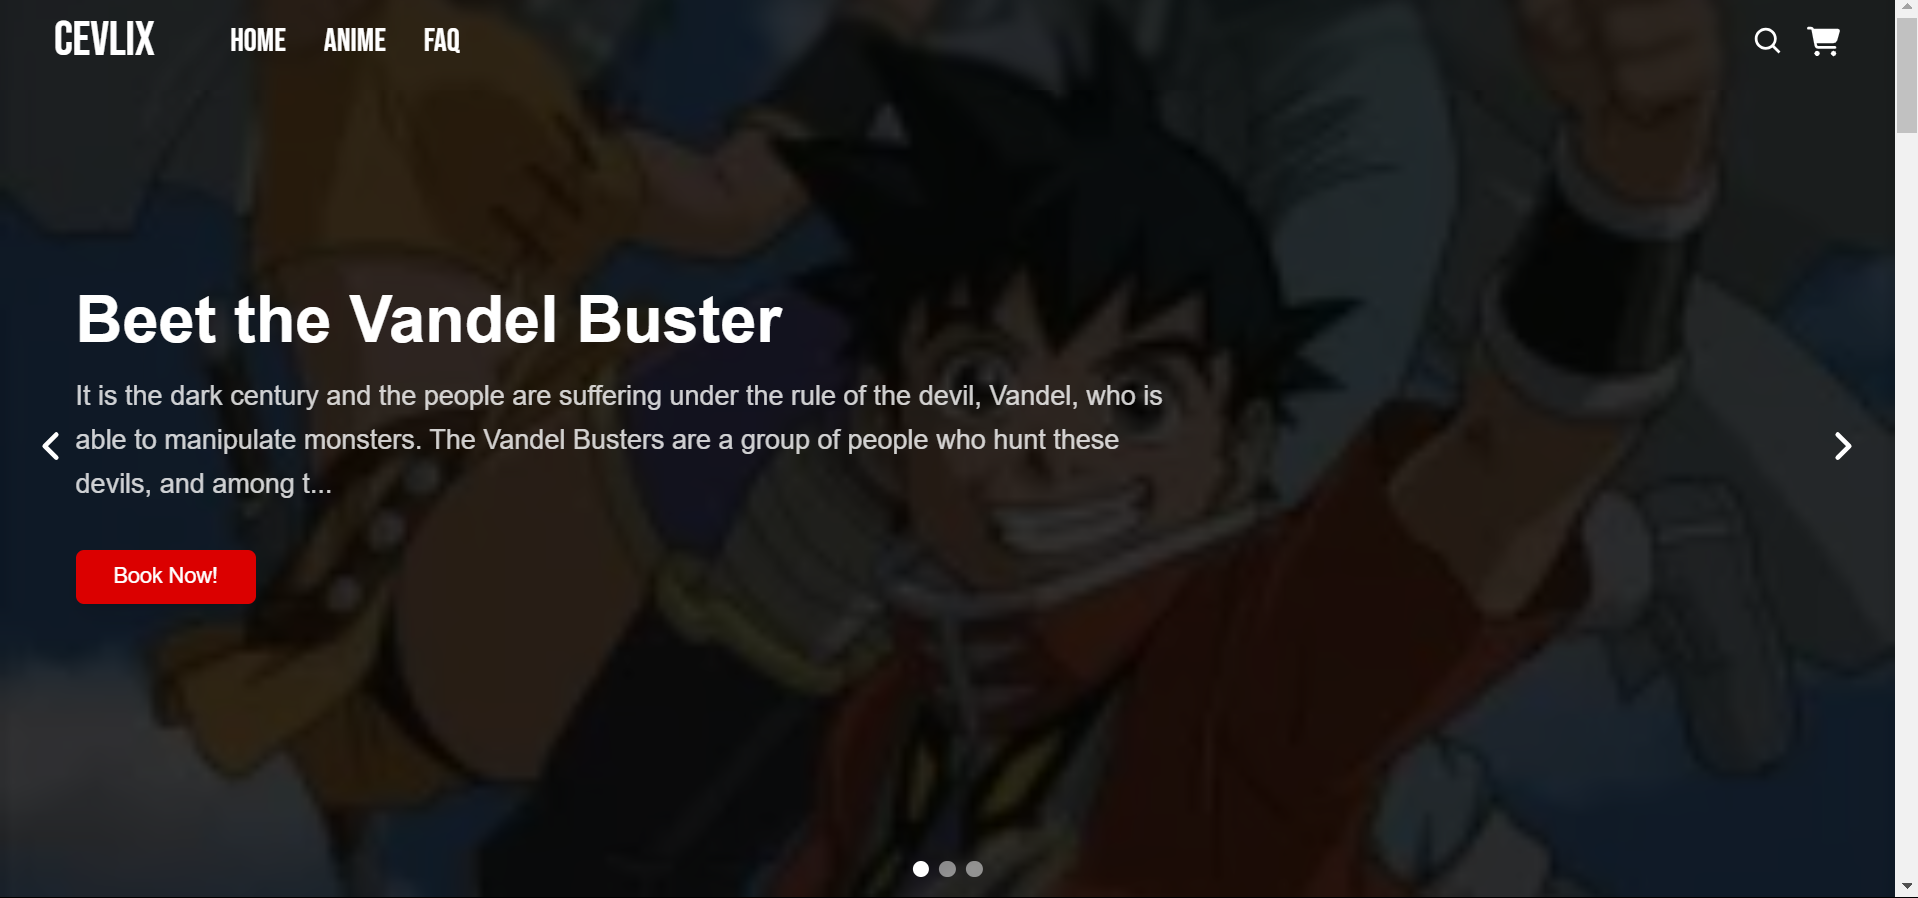 CEVLIX HOME ANIME FAQ
Beet the Vandel Buster
It is the dark century and the people are suffering under the rule of the devil, Vandel, who is
able to manipulate monsters. The Vandel Busters are a group of people who hunt these
devils, and among t...
Book Now!